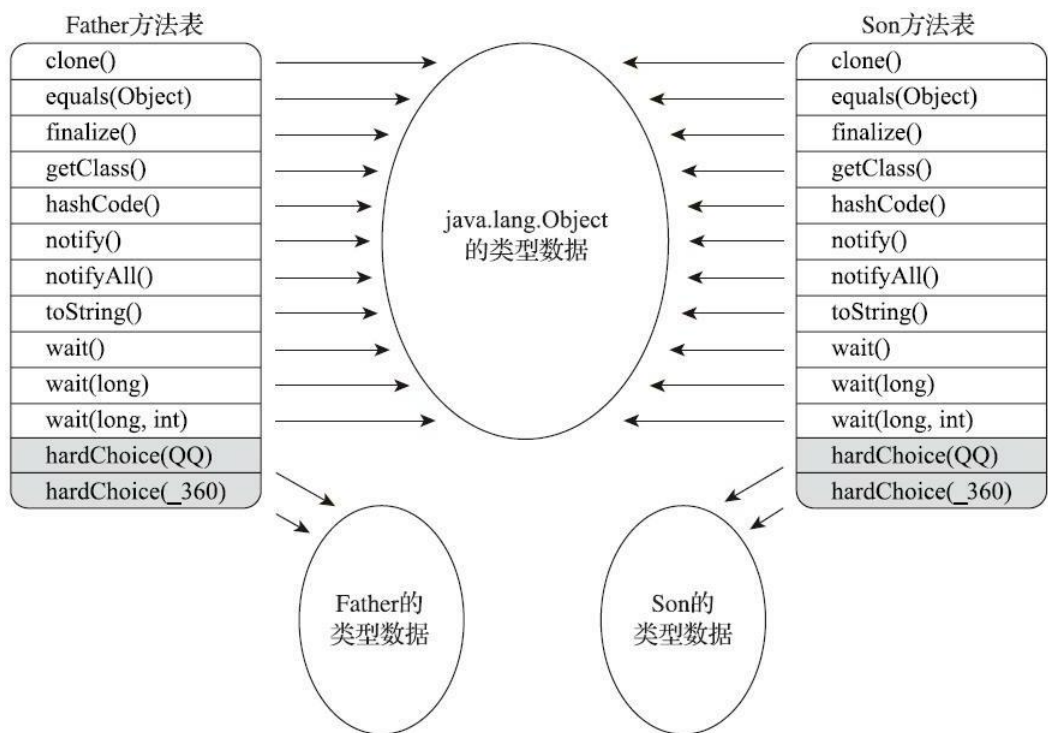 Father方法表
clone()
equals(Object)
finalize()
getClass()
hashCode()
notify()
notifyAll()
toString()
wait()
wait(long)
wait(long, int)
hardChoice(QQ)
hardChoice(_360)
java.lang.Object
的类型数据
Father的
类型数据
Son的
类型数据
Son方法表
clone()
equals(Object)
finalize()
getClass()
hashCode()
notify()
notifyAll()
toString()
wait()
wait(long)
wait(long, int)
hardChoice(QQ)
hardChoice(_360)